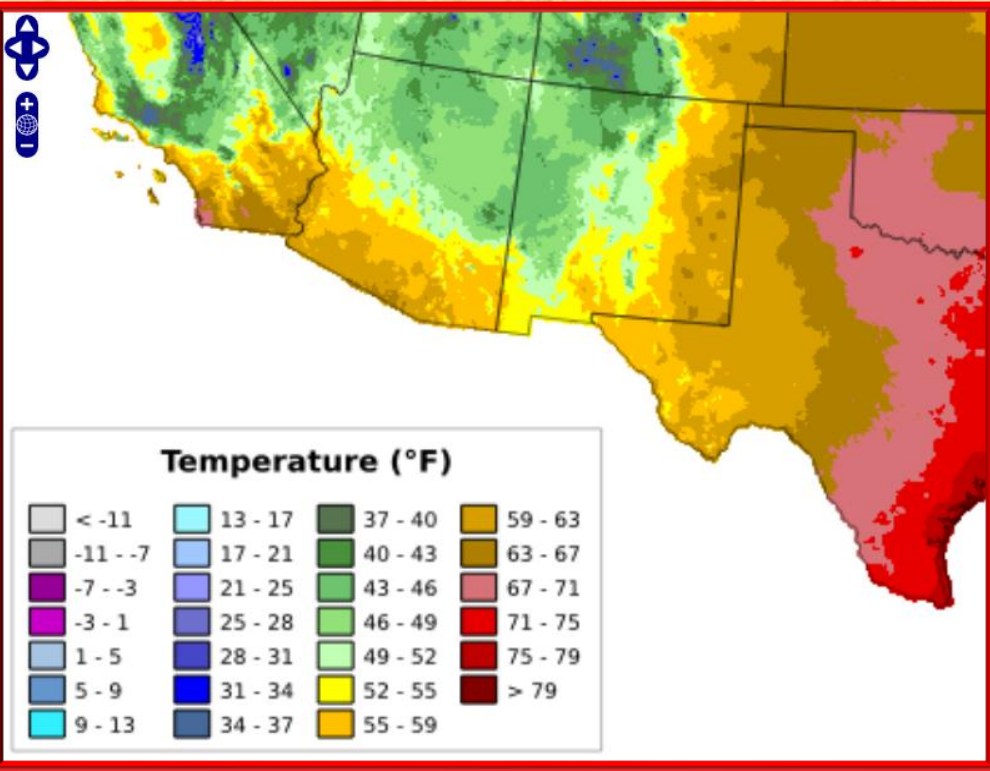 +
−
Temperature (°F)
< -11
-11 - -7
-7 - -3
-3 - 1
1 - 5
5 - 9
9 - 13
13 - 17
17 - 21
21 - 25
25 - 28
28 - 31
31 - 34
34 - 37
37 - 40
40 - 43
43 - 46
46 - 49
49 - 52
52 - 55
55 - 59
59 - 63
63 - 67
67 - 71
71 - 75
75 - 79
> 79